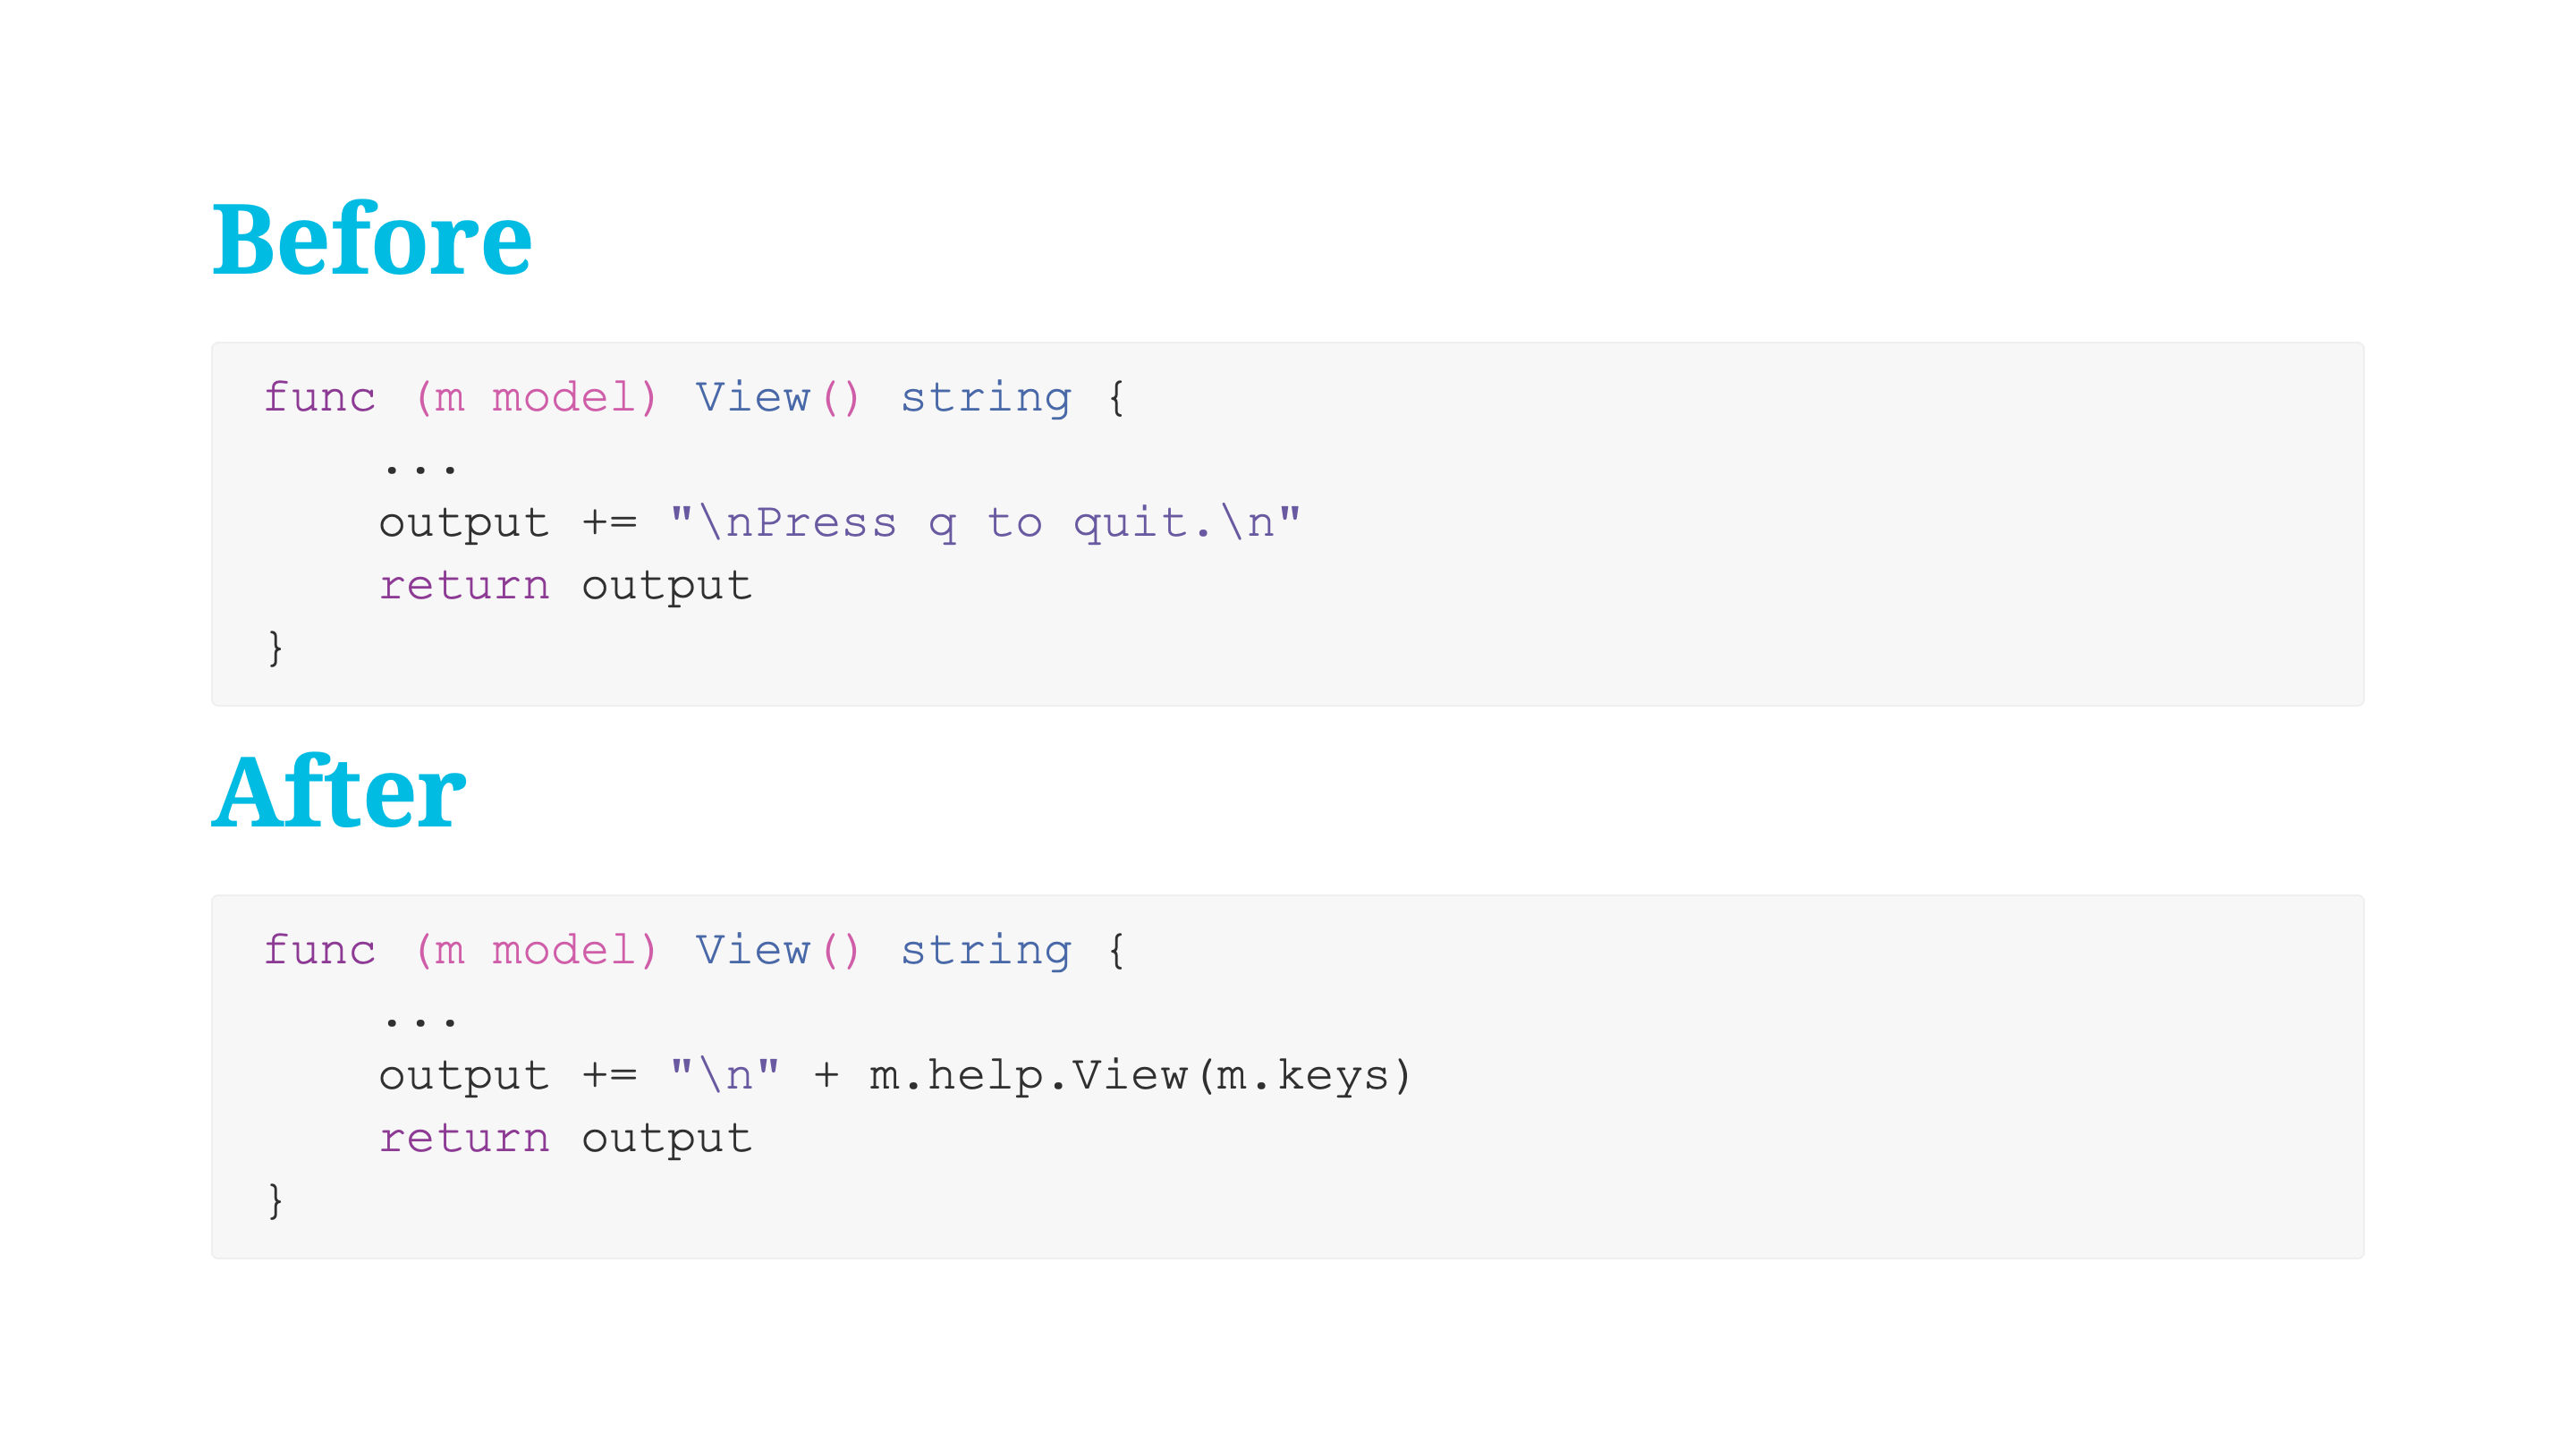 Before
func (m model) View() string {
    ...
    output += "\nPress q to quit.\n"
    return output
}
After
func (m model) View() string {
    ...
    output += "\n" + m.help.View(m.keys)
    return output
}